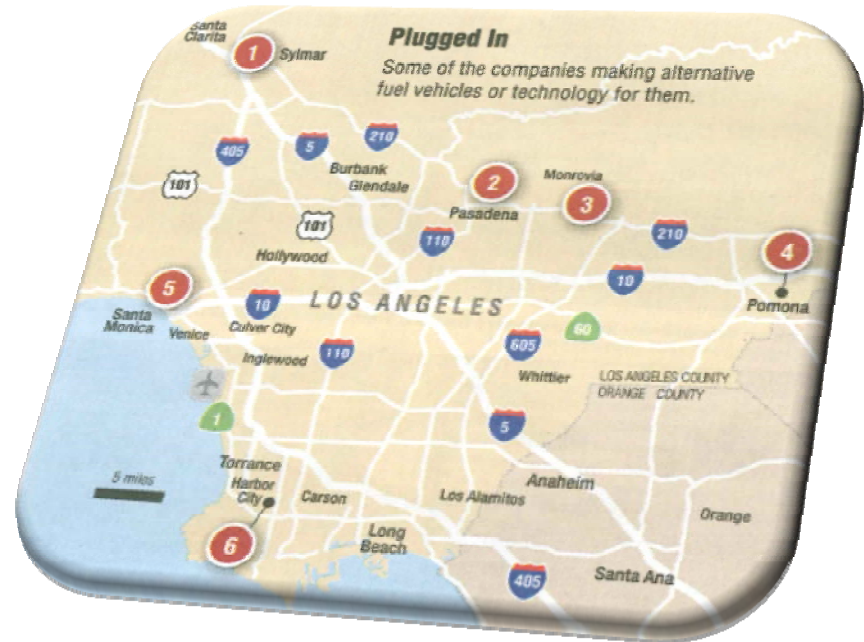 Plugged In
Some of the companies making alternative
fuel vehicles or technology for them.
Santa
Clarita
1
Sylmar
405
5
210
Burbank
Glendale
101
101
2
Pasadena
Monrovia
3
110
210
4
Hollywood
10
Pomona
5
Santa
Monica
10
LOS ANGELES
Venice
Culver City
60
605
Inglewood
110
Whittier
LOS ANGELES COUNTY
ORANGE COUNTY
1
5
Torrance
5 miles
Harbor
City
Carson
Los Alamitos
Anaheim
Orange
6
Long
Beach
405
Santa Ana